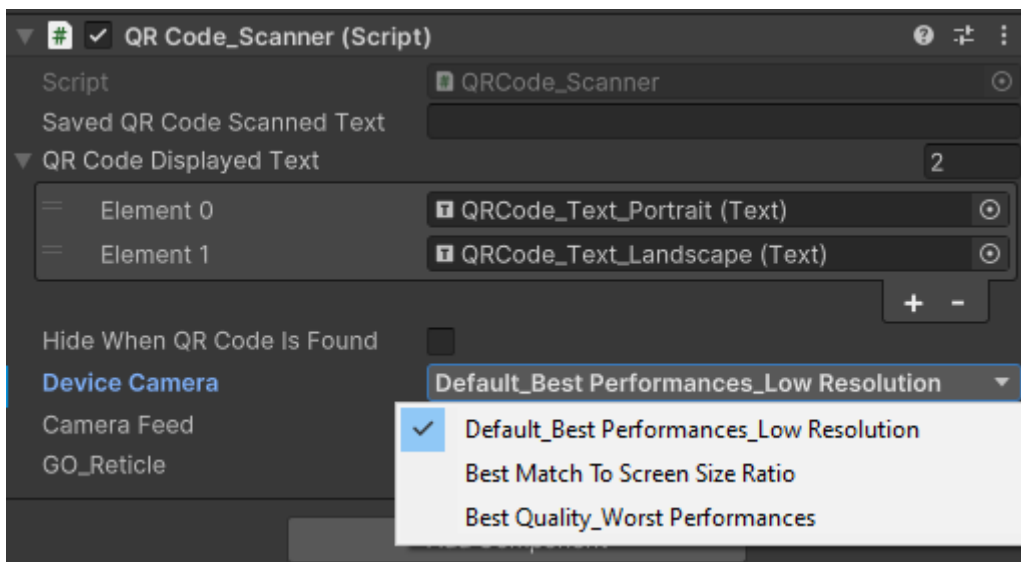 QR Code_Scanner (Script)
Script QRCode_Scanner
Saved QR Code Scanned Text
QR Code Displayed Text 2
Element 0 QRCode_Text_Portrait (Text)
Element 1 QRCode_Text_Landscape (Text)
+ -
Hide When QR Code Is Found
Device Camera Default_Best Performances_Low Resolution
Camera Feed Default_Best Performances_Low Resolution
GO_Reticle Best Match To Screen Size Ratio
Best Quality_Worst Performances